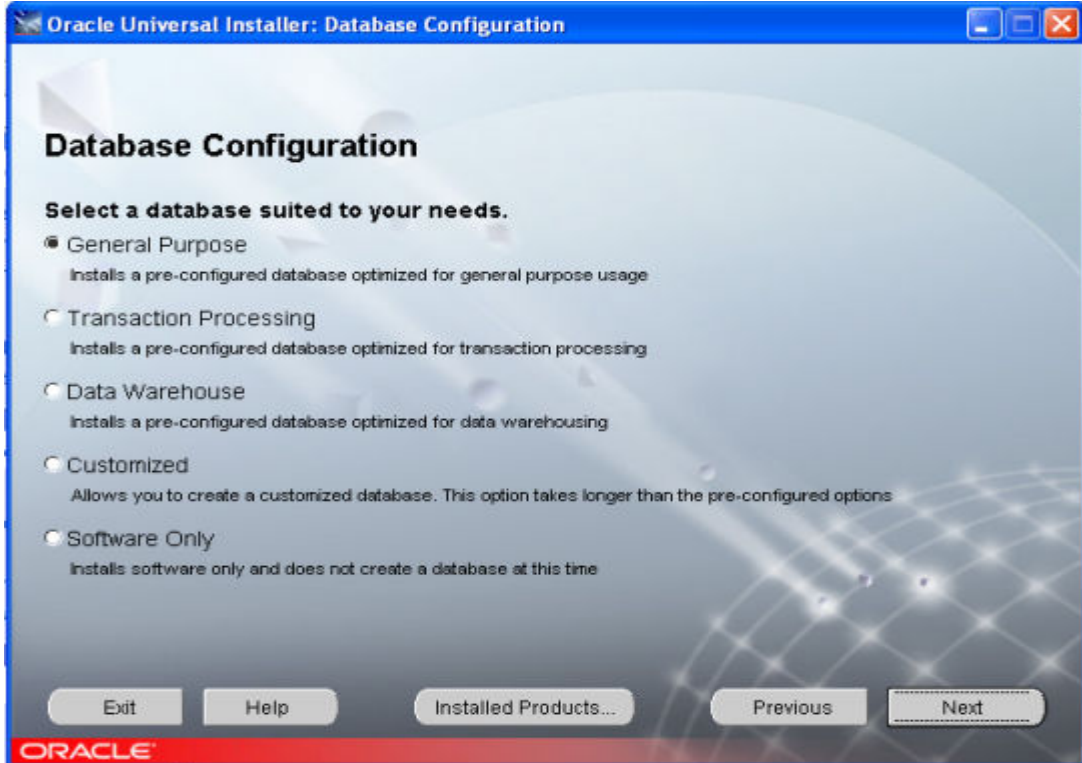 Oracle Universal Installer: Database Configuration
Database Configuration
Select a database suited to your needs.
General Purpose
Installs a pre-configured database optimized for general purpose usage
Transaction Processing
Installs a pre-configured database optimized for transaction processing
Data Warehouse
Installs a pre-configured database optimized for data warehousing
Customized
Allows you to create a customized database. This option takes longer than the pre-configured options
Software Only
Installs software only and does not create a database at this time
Exit Help Installed Products... Previous Next
ORACLE